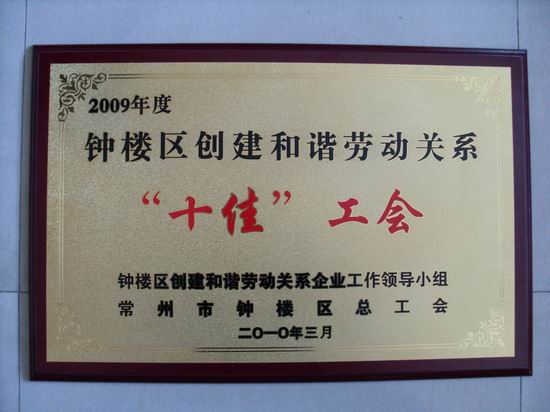 2009年度
钟楼区创建和谐劳动关系
“十佳”工会
钟楼区创建和谐劳动关系企业工作领导小组
常州市钟楼区总工会
二〇一〇年三月